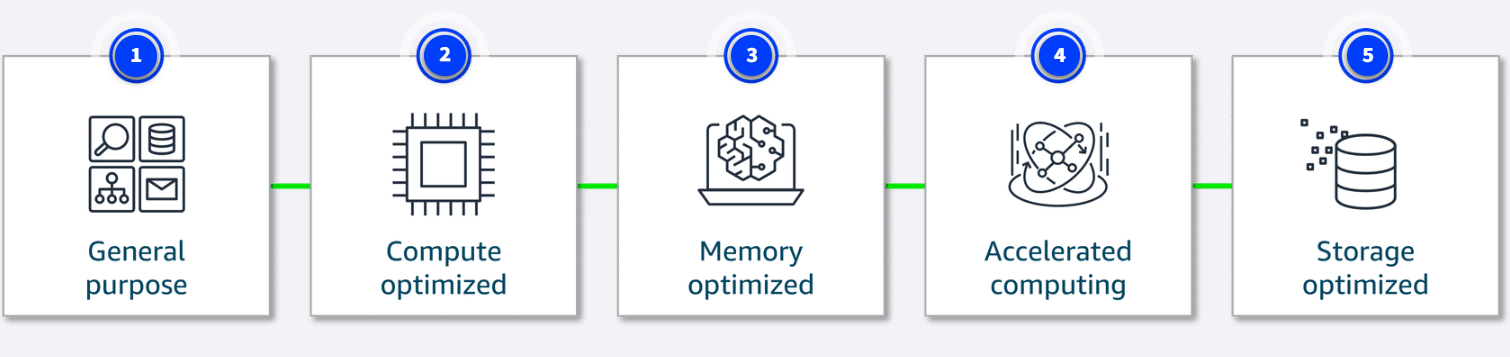 1
General
purpose
2
Compute
optimized
3
Memory
optimized
4
Accelerated
computing
5
Storage
optimized